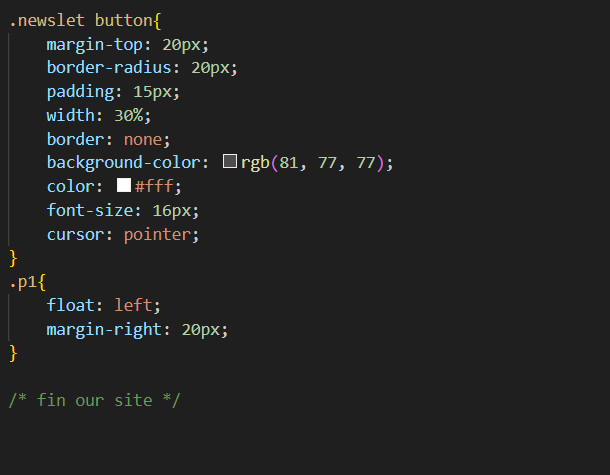 .newslet button{
margin-top: 20px;
border-radius: 20px;
padding: 15px;
width: 30%;
border: none;
background-color: rgb(81, 77, 77);
color: #fff;
font-size: 16px;
cursor: pointer;
}
.p1{
float: left;
margin-right: 20px;
}
/* fin our site */